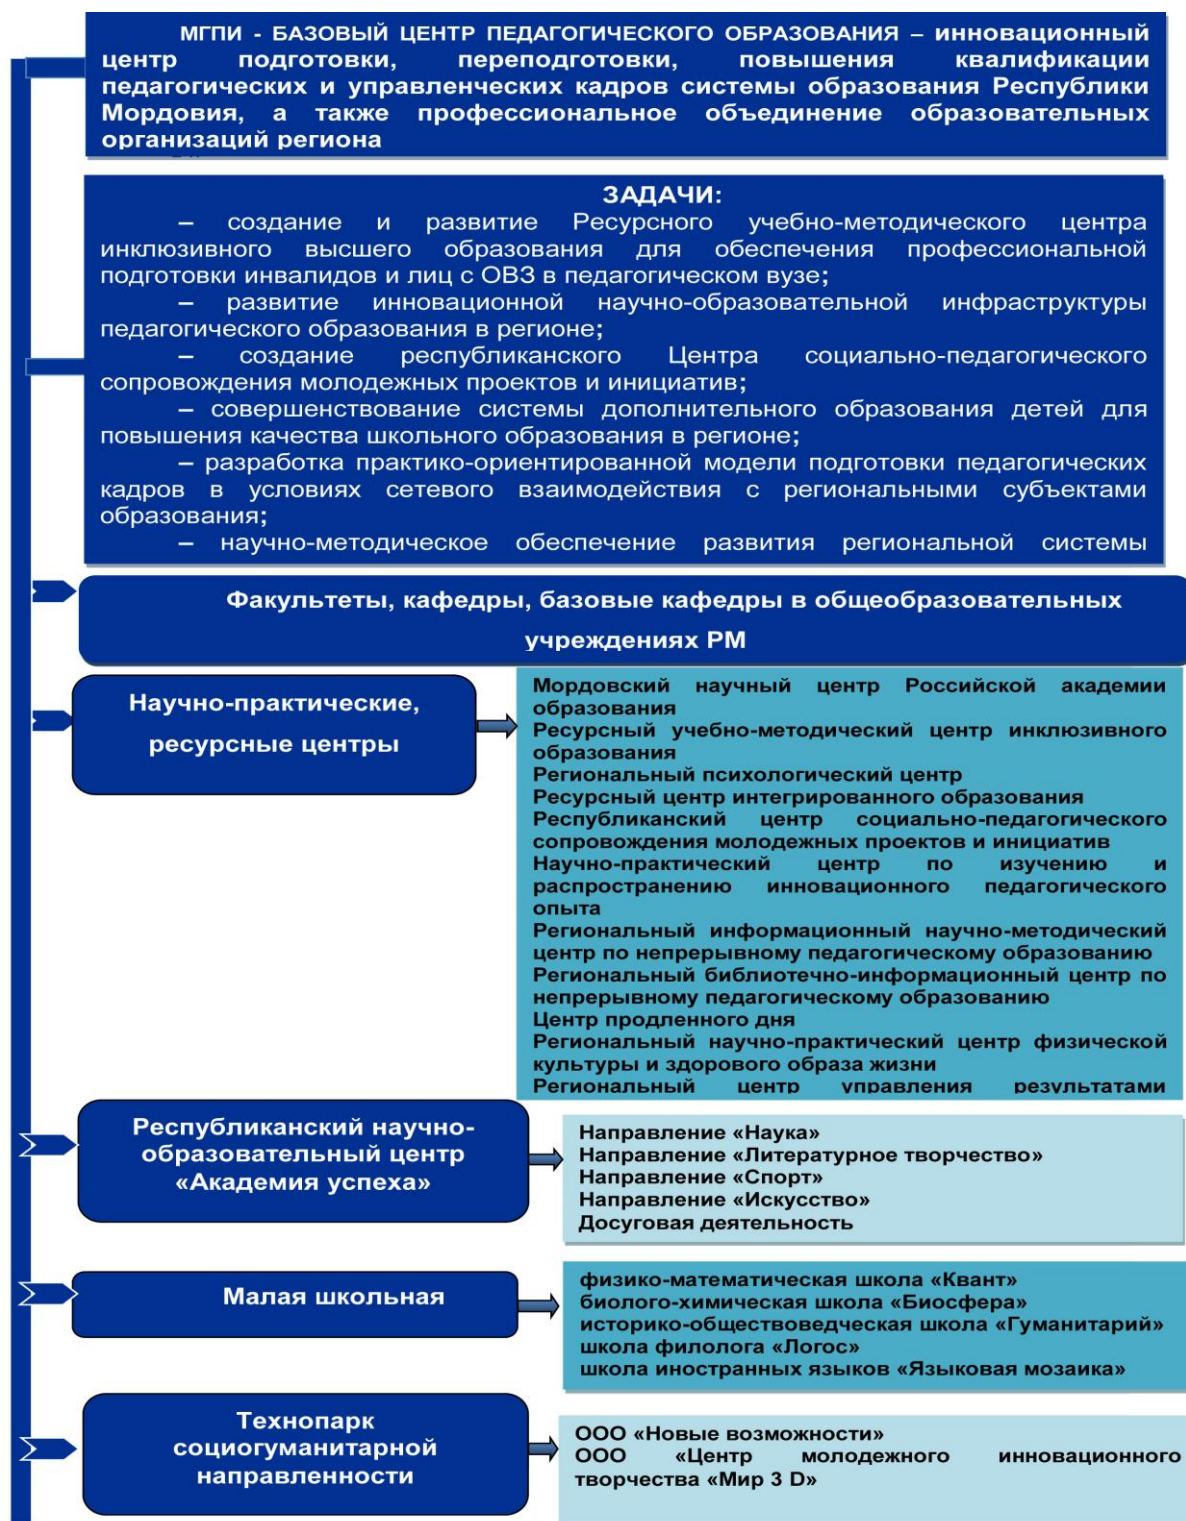 МГПИ - БАЗОВЫЙ ЦЕНТР ПЕДАГОГИЧЕСКОГО ОБРАЗОВАНИЯ – инновационный
центр подготовки, переподготовки, повышения квалификации
педагогических и управленческих кадров системы образования Республики
Мордовия, а также профессиональное объединение образовательных
организаций региона
ЗАДАЧИ:
– создание и развитие Ресурсного учебно-методического центра
инклюзивного высшего образования для обеспечения профессиональной
подготовки инвалидов и лиц с ОВЗ в педагогическом вузе;
– развитие инновационной научно-образовательной инфраструктуры
педагогического образования в регионе;
– создание республиканского Центра социально-педагогического
сопровождения молодежных проектов и инициатив;
– совершенствование системы дополнительного образования детей для
повышения качества школьного образования в регионе;
– разработка практико-ориентированной модели подготовки педагогических
кадров в условиях сетевого взаимодействия с региональными субъектами
образования;
– научно-методическое обеспечение развития региональной системы
Факультеты, кафедры, базовые кафедры в общеобразовательных
учреждениях РМ
Научно-практические,
ресурсные центры
Мордовский научный центр Российской академии
образования
Ресурсный учебно-методический центр инклюзивного
образования
Региональный психологический центр
Ресурсный центр интегрированного образования
Республиканский центр социально-педагогического
сопровождения молодежных проектов и инициатив
Научно-практический центр по изучению и
распространению инновационного педагогического
опыта
Региональный информационный научно-методический
центр по непрерывному педагогическому образованию
Региональный библиотечно-информационный центр по
непрерывному педагогическому образованию
Центр продленного дня
Региональный научно-практический центр физической
культуры и здорового образа жизни
Региональный центр управления результатами
Республиканский научно-
образовательный центр
«Академия успеха»
Направление «Наука»
Направление «Литературное творчество»
Направление «Спорт»
Направление «Искусство»
Досуговая деятельность
Малая школьная
физико-математическая школа «Квант»
биолого-химическая школа «Биосфера»
историко-обществоведческая школа «Гуманитарий»
школа филолога «Логос»
школа иностранных языков «Языковая мозаика»
Технопарк
социогуманитарной
направленности
ООО «Новые возможности»
ООО «Центр молодежного инновационного
творчества «Мир 3 D»